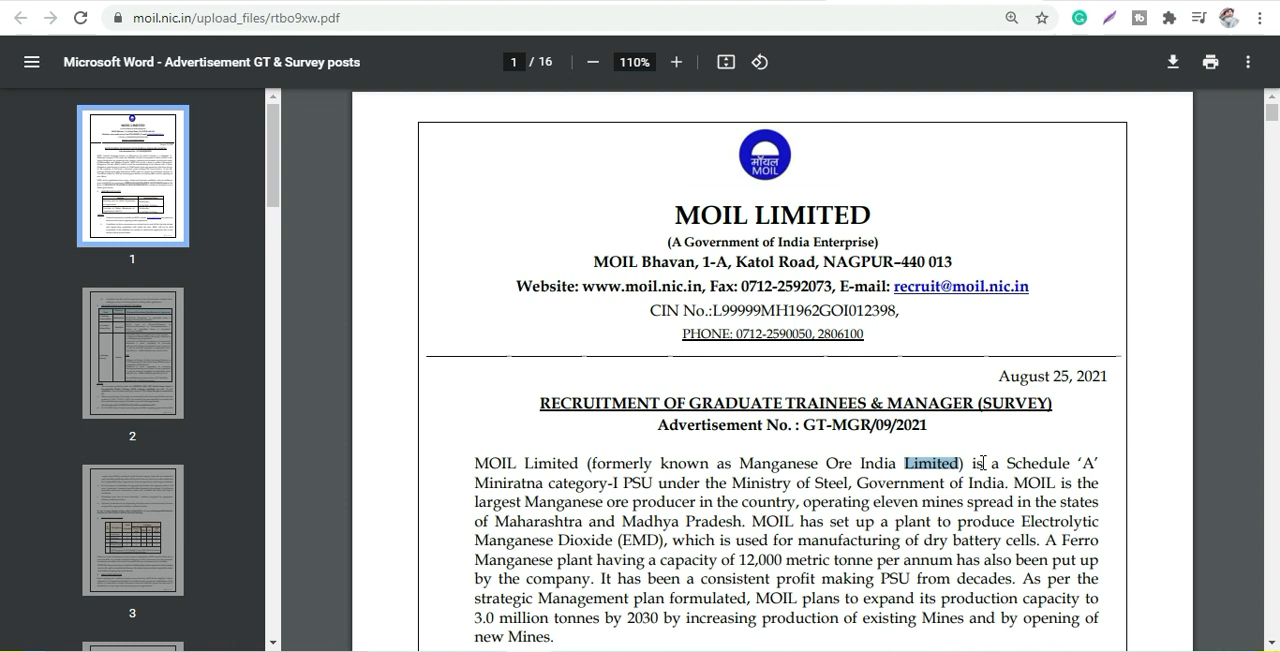 moil.nic.in/upload_files/rtbo9xw.pdf
Microsoft Word - Advertisement GT & Survey posts
1 / 16
110%
1
2
3
मॉयल
MOIL
MOIL LIMITED
(A Government of India Enterprise)
MOIL Bhavan, 1-A, Katol Road, NAGPUR–440 013
Website: www.moil.nic.in, Fax: 0712-2592073, E-mail: recruit@moil.nic.in
CIN No.:L99999MH1962GOI012398,
PHONE: 0712-2590050, 2806100
August 25, 2021
RECRUITMENT OF GRADUATE TRAINEES & MANAGER (SURVEY)
Advertisement No. : GT-MGR/09/2021
MOIL Limited (formerly known as Manganese Ore India Limited) is a Schedule ‘A’
Miniratna category-I PSU under the Ministry of Steel, Government of India. MOIL is the
largest Manganese ore producer in the country, operating eleven mines spread in the states
of Maharashtra and Madhya Pradesh. MOIL has set up a plant to produce Electrolytic
Manganese Dioxide (EMD), which is used for manufacturing of dry battery cells. A Ferro
Manganese plant having a capacity of 12,000 metric tonne per annum has also been put up
by the company. It has been a consistent profit making PSU from decades. As per the
strategic Management plan formulated, MOIL plans to expand its production capacity to
3.0 million tonnes by 2030 by increasing production of existing Mines and by opening of
new Mines.